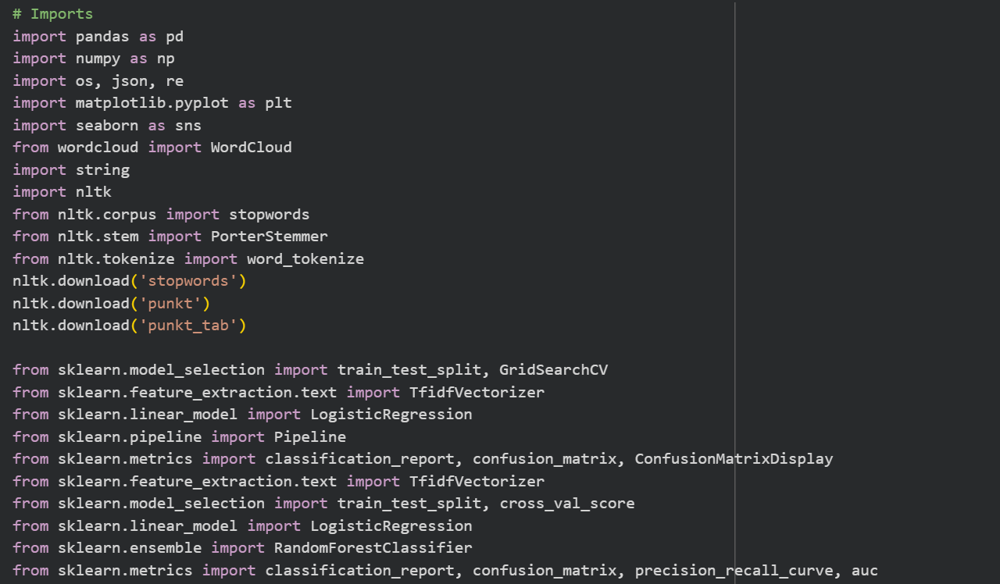 # Imports
import pandas as pd
import numpy as np
import os, json, re
import matplotlib.pyplot as plt
import seaborn as sns
from wordcloud import WordCloud
import string
import nltk
from nltk.corpus import stopwords
from nltk.stem import PorterStemmer
from nltk.tokenize import word_tokenize
nltk.download('stopwords')
nltk.download('punkt')
nltk.download('punkt_tab')

from sklearn.model_selection import train_test_split, GridSearchCV
from sklearn.feature_extraction.text import TfidfVectorizer
from sklearn.linear_model import LogisticRegression
from sklearn.pipeline import Pipeline
from sklearn.metrics import classification_report, confusion_matrix, ConfusionMatrixDisplay
from sklearn.feature_extraction.text import TfidfVectorizer
from sklearn.model_selection import train_test_split, cross_val_score
from sklearn.linear_model import LogisticRegression
from sklearn.ensemble import RandomForestClassifier
from sklearn.metrics import classification_report, confusion_matrix, precision_recall_curve, auc